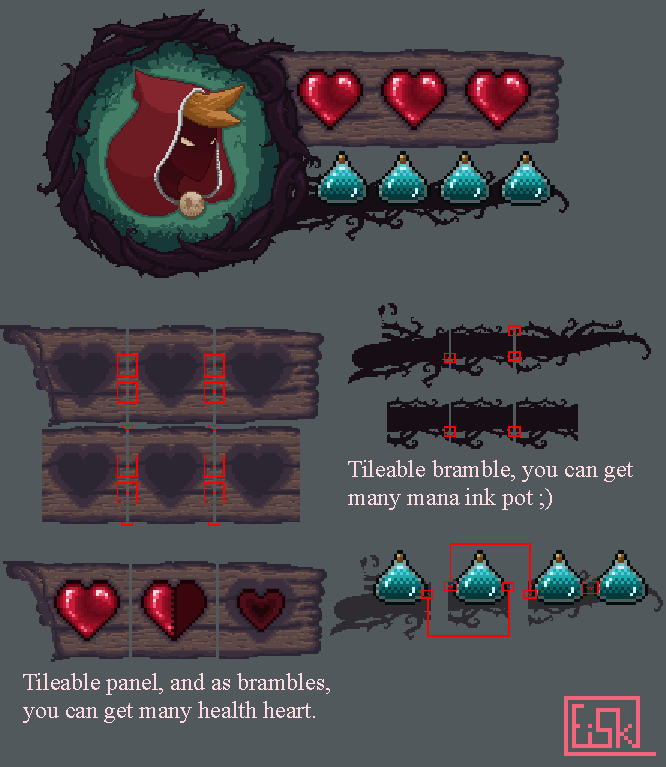 Tileable bramble, you can get
many mana ink pot ;)
Tileable panel, and as brambles,
you can get many health heart.
EiSk